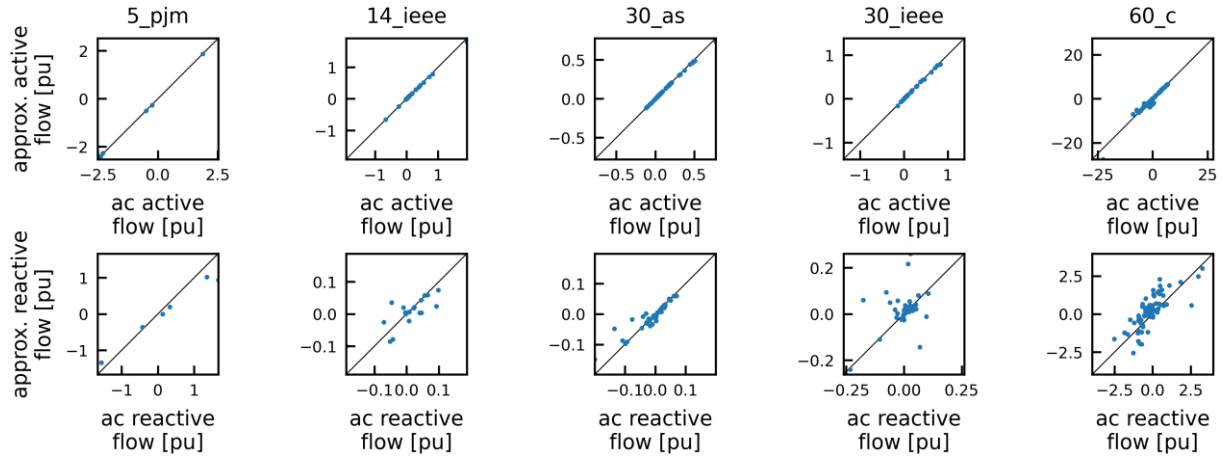 5_pjm 14_ieee 30_as 30_ieee 60_c
approx. active
flow [pu]
2
0
−2
−2.5 0.0 2.5
1
0
−1
−1 0 1
0.5
0.0
−0.5
−0.5 0.0 0.5
1
0
−1
−1 0 1
20
0
−20
−25 0 25
ac active
flow [pu]
ac active
flow [pu]
ac active
flow [pu]
ac active
flow [pu]
ac active
flow [pu]
approx. reactive
flow [pu]
1
0
−1
−1 0 1
0.1
0.0
−0.1
−0.1 0.0 0.1
0.1
0.0
−0.1
−0.1 0.0 0.1
0.2
0.0
−0.2
−0.25 0.00 0.25
2.5
0.0
−2.5
−2.5 0.0 2.5
ac reactive
flow [pu]
ac reactive
flow [pu]
ac reactive
flow [pu]
ac reactive
flow [pu]
ac reactive
flow [pu]